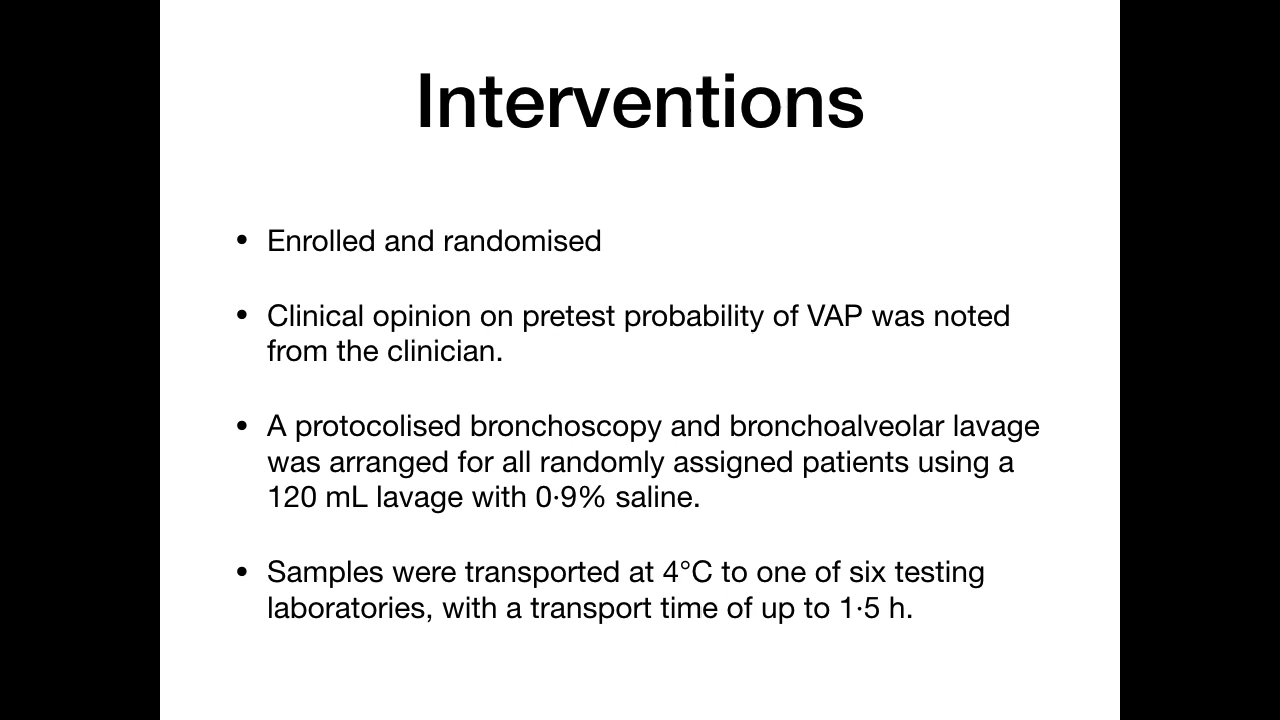 Interventions
• Enrolled and randomised
• Clinical opinion on pretest probability of VAP was noted
from the clinician.
• A protocolised bronchoscopy and bronchoalveolar lavage
was arranged for all randomly assigned patients using a
120 mL lavage with 0·9% saline.
• Samples were transported at 4°C to one of six testing
laboratories, with a transport time of up to 1·5 h.